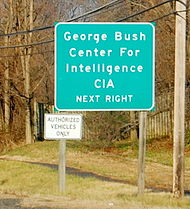 George Bush
Center For
Intelligence
CIA
NEXT RIGHT
AUTHORIZED
VEHICLES
ONLY